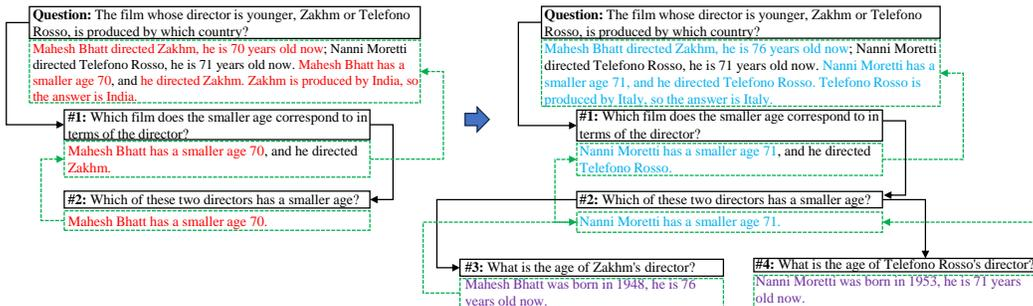 Question: The film whose director is younger, Zakhm or Telefono
Rosso, is produced by which country?
Mahesh Bhatt directed Zakhm, he is 70 years old now; Nanni Moretti
directed Telefono Rosso, he is 71 years old now. Mahesh Bhatt has a
smaller age 70, and he directed Zakhm. Zakhm is produced by India, so
the answer is India.
#1: Which film does the smaller age correspond to in
terms of the director?
Mahesh Bhatt has a smaller age 70, and he directed
Zakhm.
#2: Which of these two directors has a smaller age?
Mahesh Bhatt has a smaller age 70.
Question: The film whose director is younger, Zakhm or Telefono
Rosso, is produced by which country?
Mahesh Bhatt directed Zakhm, he is 76 years old now; Nanni Moretti
directed Telefono Rosso, he is 71 years old now. Nanni Moretti has a
smaller age 71, and he directed Telefono Rosso. Telefono Rosso is
produced by Italy, so the answer is Italy.
#1: Which film does the smaller age correspond to in
terms of the director?
Nanni Moretti has a smaller age 71, and he directed
Telefono Rosso.
#2: Which of these two directors has a smaller age?
Nanni Moretti has a smaller age 71.
#3: What is the age of Zakhm's director?
Mahesh Bhatt was born in 1948, he is 76
years old now.
#4: What is the age of Telefono Rosso's director?
Nanni Moretti was born in 1953, he is 71 years
old now.